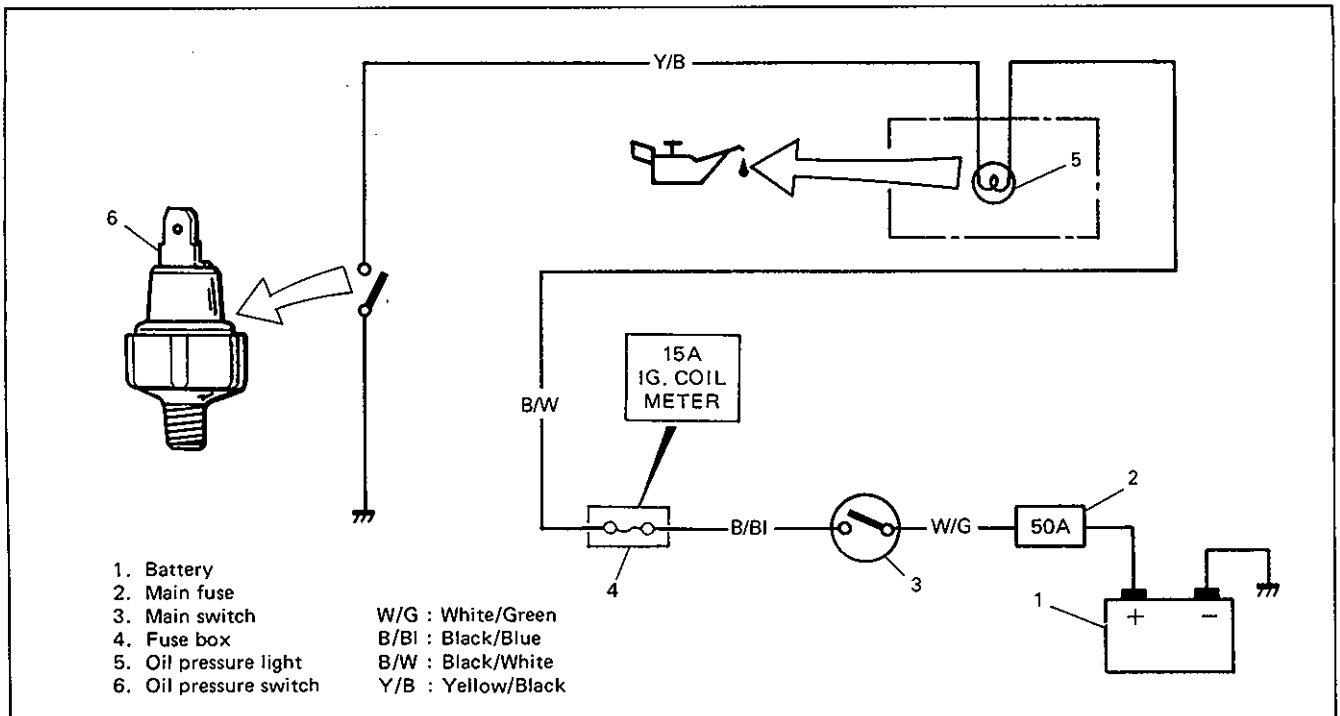 Y/B
5
6
15A
IG. COIL
METER
B/W
2
B/Bl
W/G
50A
4
3
1
+ −
1. Battery
2. Main fuse
3. Main switch
4. Fuse box
5. Oil pressure light
6. Oil pressure switch
W/G : White/Green
B/Bl : Black/Blue
B/W : Black/White
Y/B : Yellow/Black